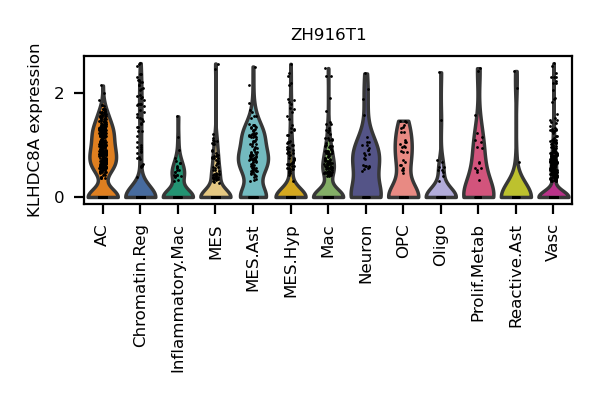 ZH916T1
KLHDC8A expression
2
0
AC
Chromatin.Reg
Inflammatory.Mac
MES
MES.Ast
MES.Hyp
Mac
Neuron
OPC
Oligo
Prolif.Metab
Reactive.Ast
Vasc